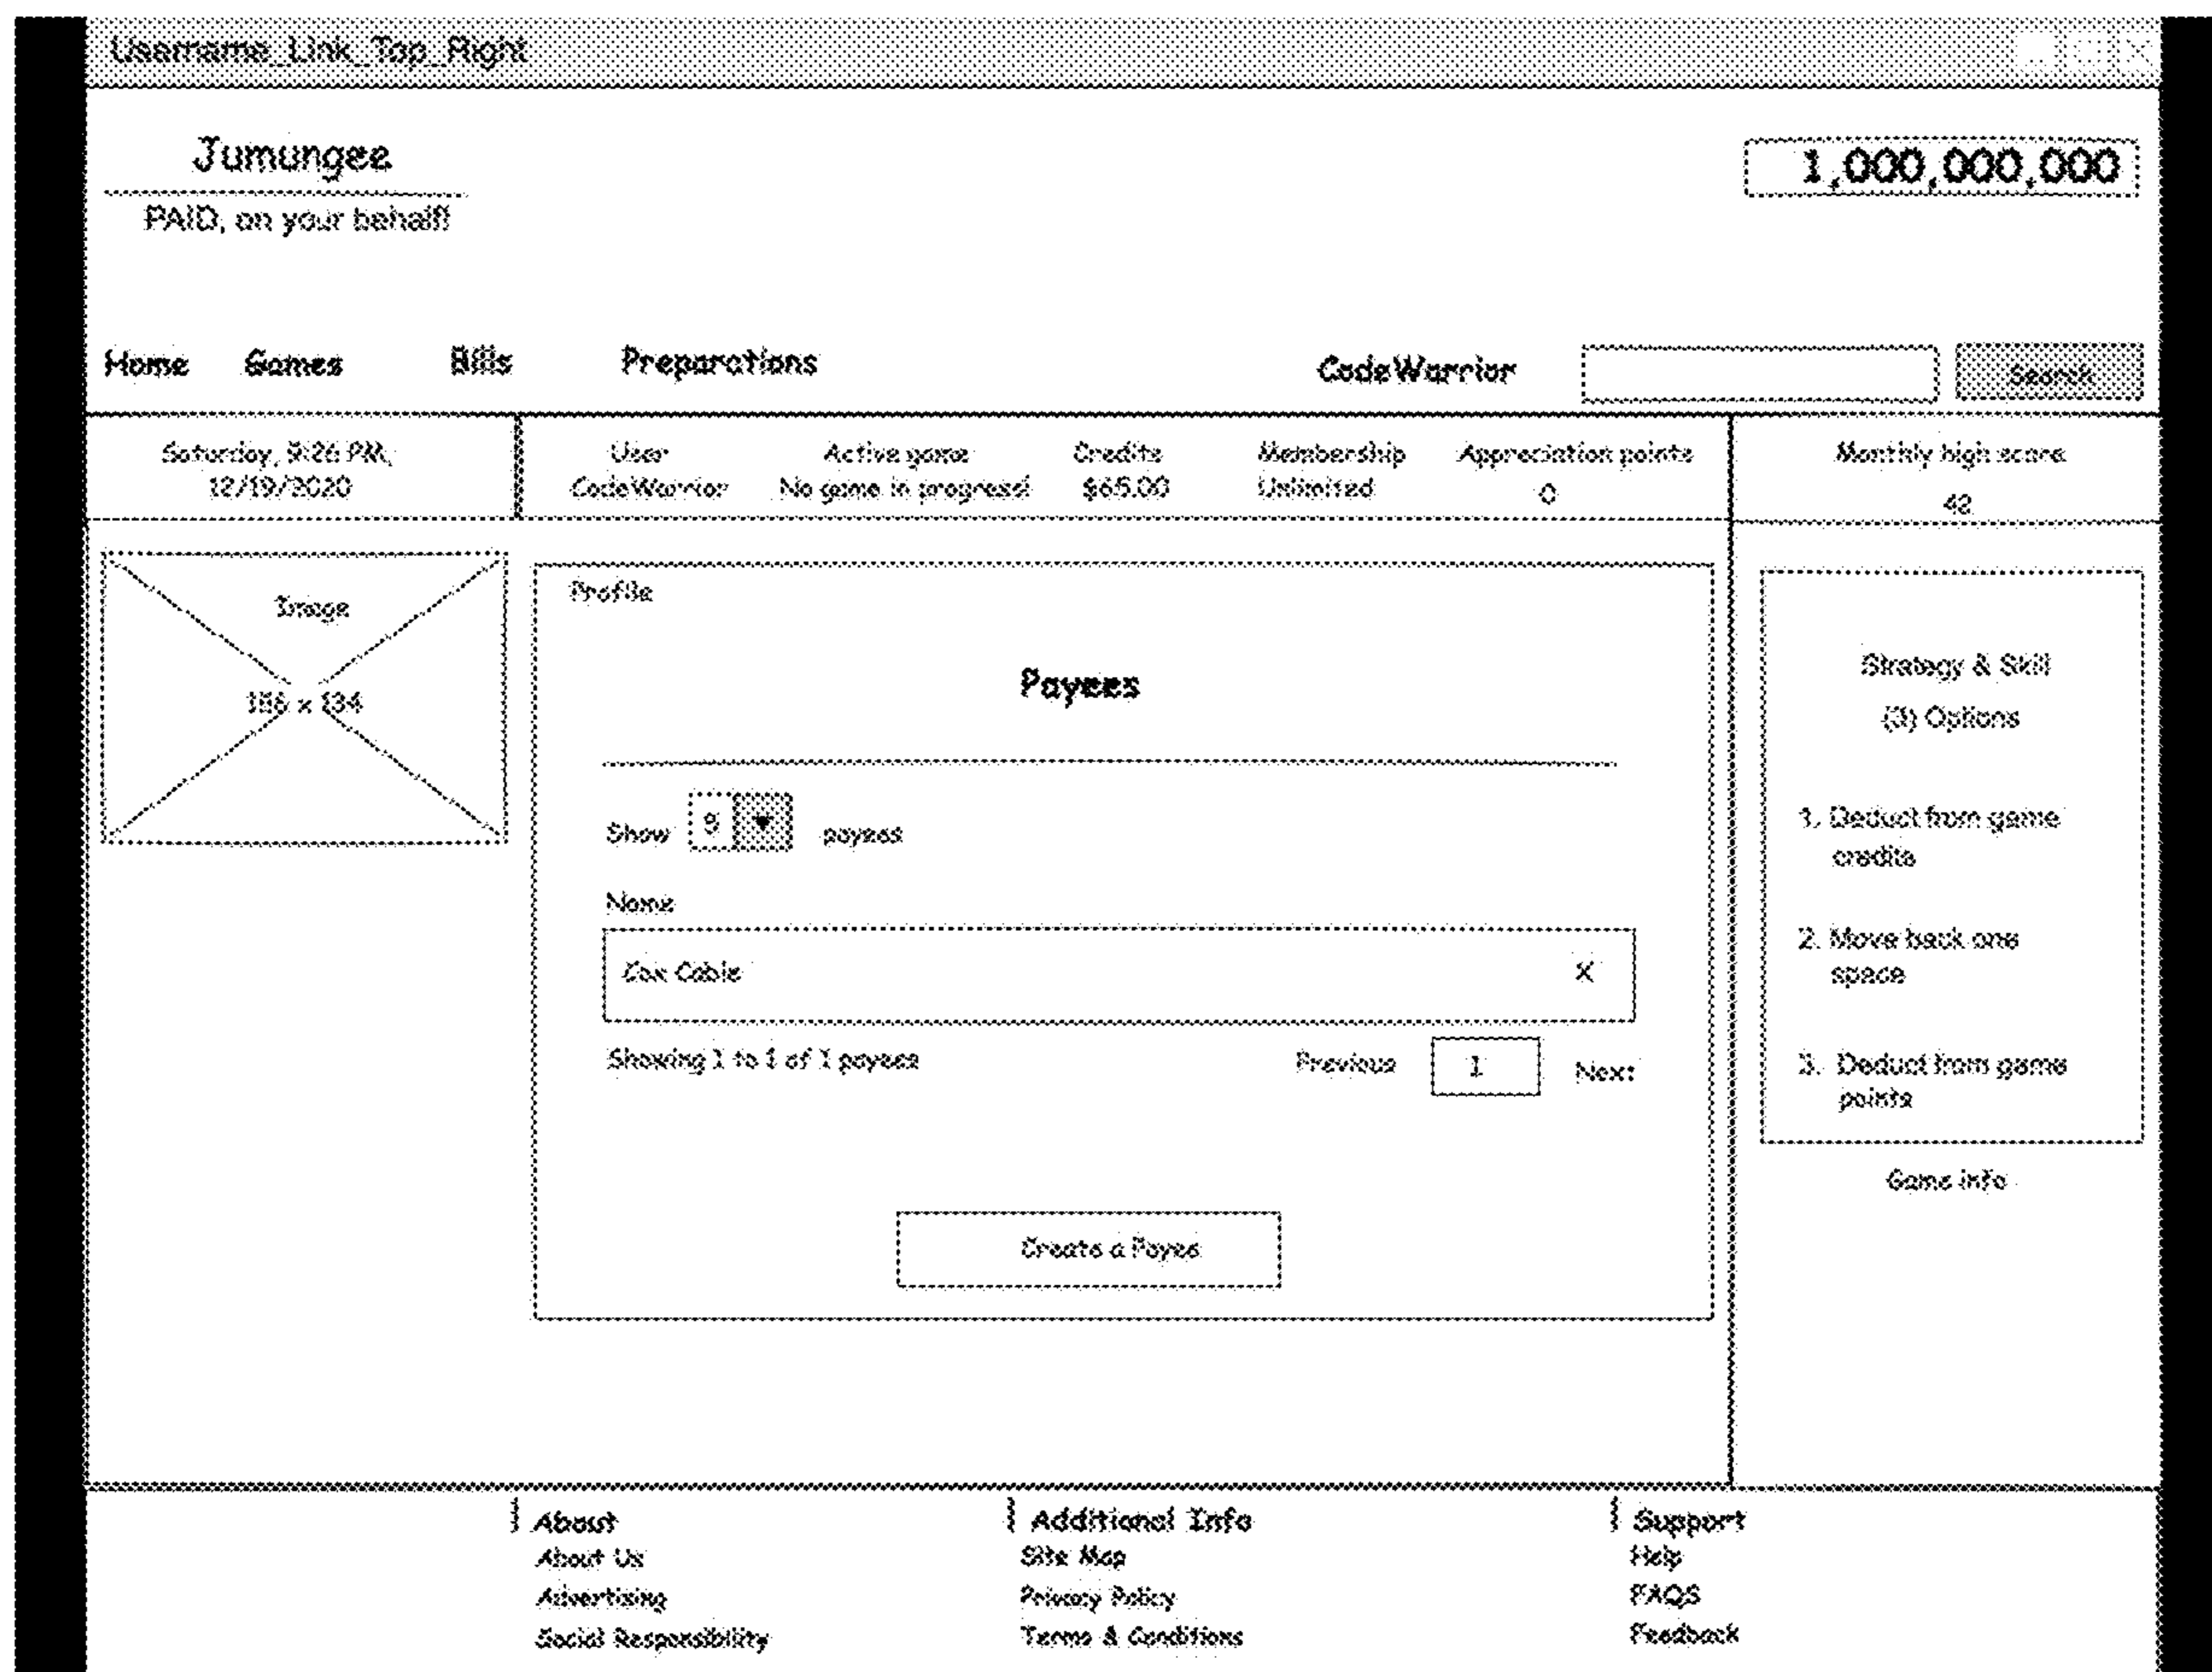 Username_Link_Top_Right
Jumungee
1,000,000,000
PAID, on your behalf!
Home Games Bills Preparations CodeWarrior Search
Saturday, 9:26 PM,
12/19/2020
User Active game Credits Membership Appreciation points
CodeWarrior No game in progress! $65.00 Unlimited 0
Monthly high score
42
Image
186 x 134
Profile
Payees
Show payees
Name
Cox Cable X
Showing 1 to 1 of 1 payees Previous 1 Next
Create a Payee
Strategy & Skill
(3) Options
1. Deduct from game
credits
2. Move back one
space
3. Deduct from game
points
Game info
About Additional Info Support
About Us Site Map Help
Advertising Privacy Policy FAQS
Social Responsibility Terms & Conditions Feedback